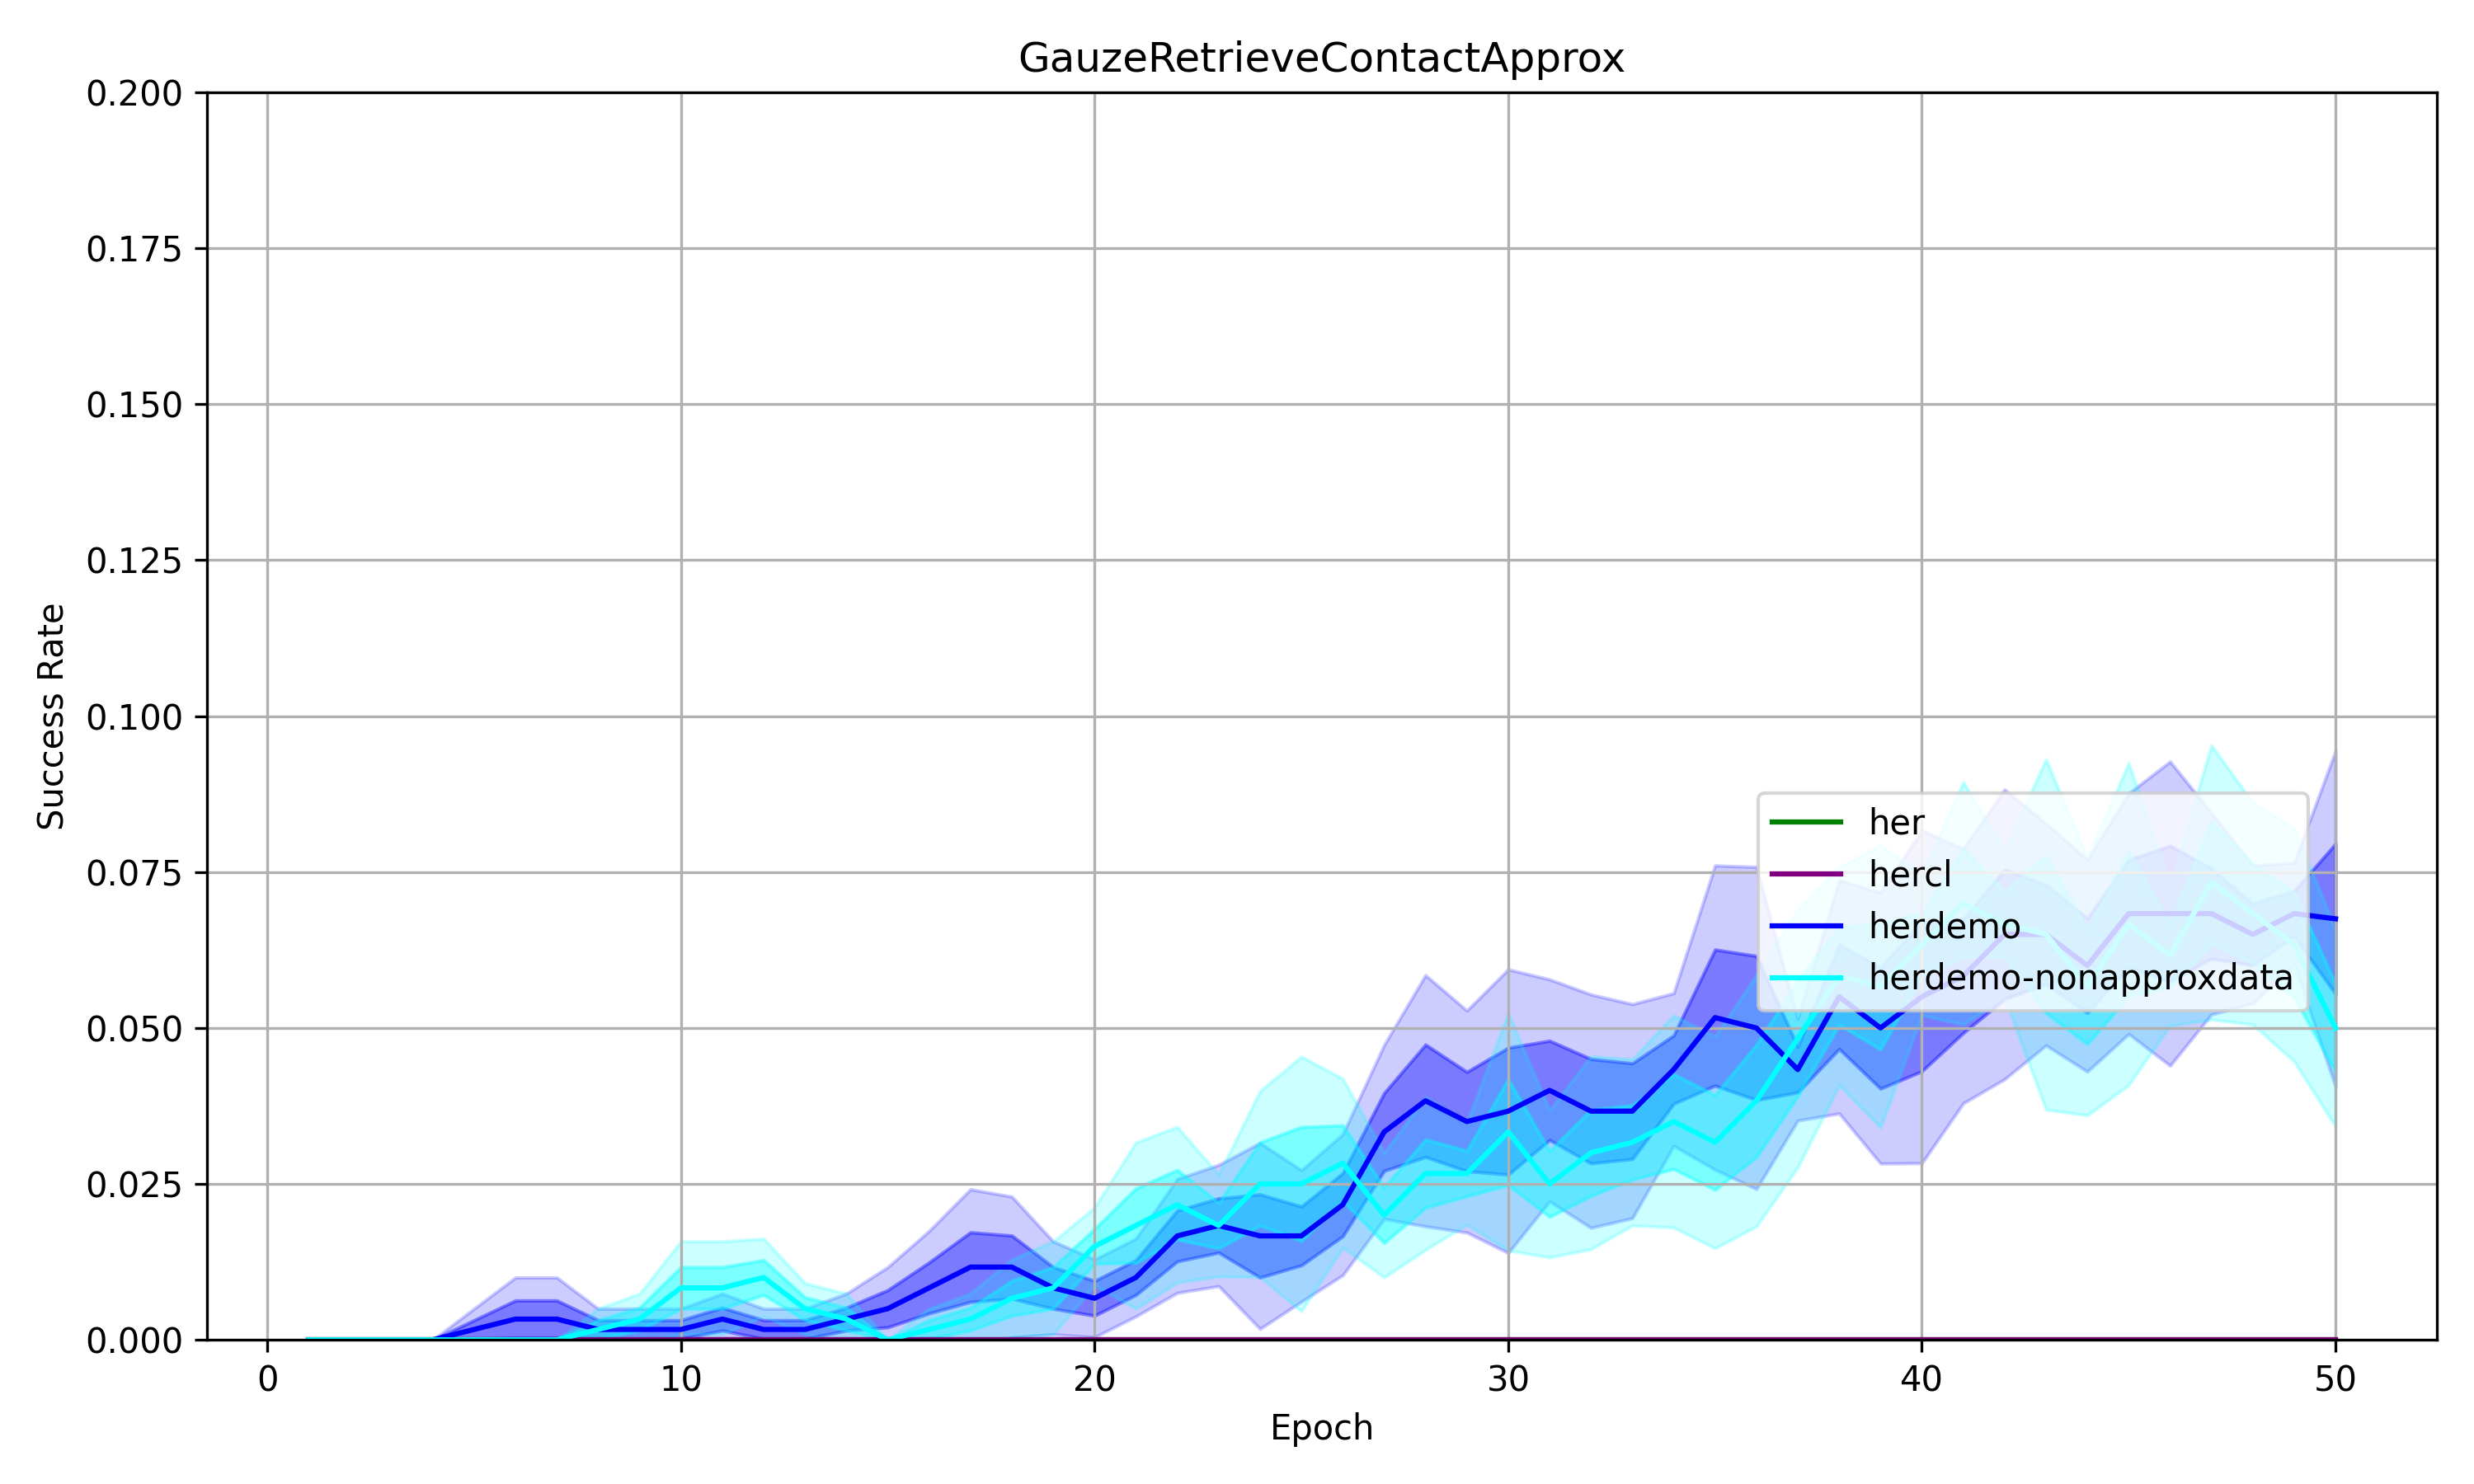 GauzeRetrieveContactApprox
0.200
0.175
0.150
0.125
0.100
0.075
0.050
0.025
0.000
Success Rate
her
hercl
herdemo
herdemo-nonapproxdata
0 10 20 30 40 50
Epoch